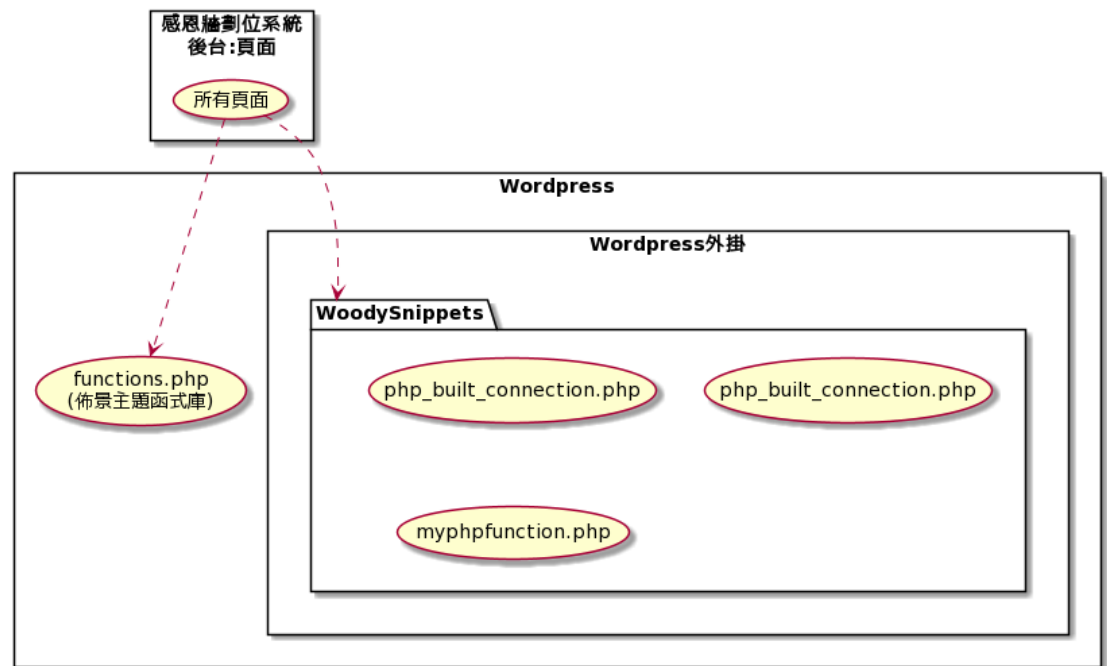 感恩牆劃位系統
後台:頁面
所有頁面
Wordpress
Wordpress外掛
WoodySnippets
functions.php
(佈景主題函式庫)
php_built_connection.php
php_built_connection.php
myphpfunction.php